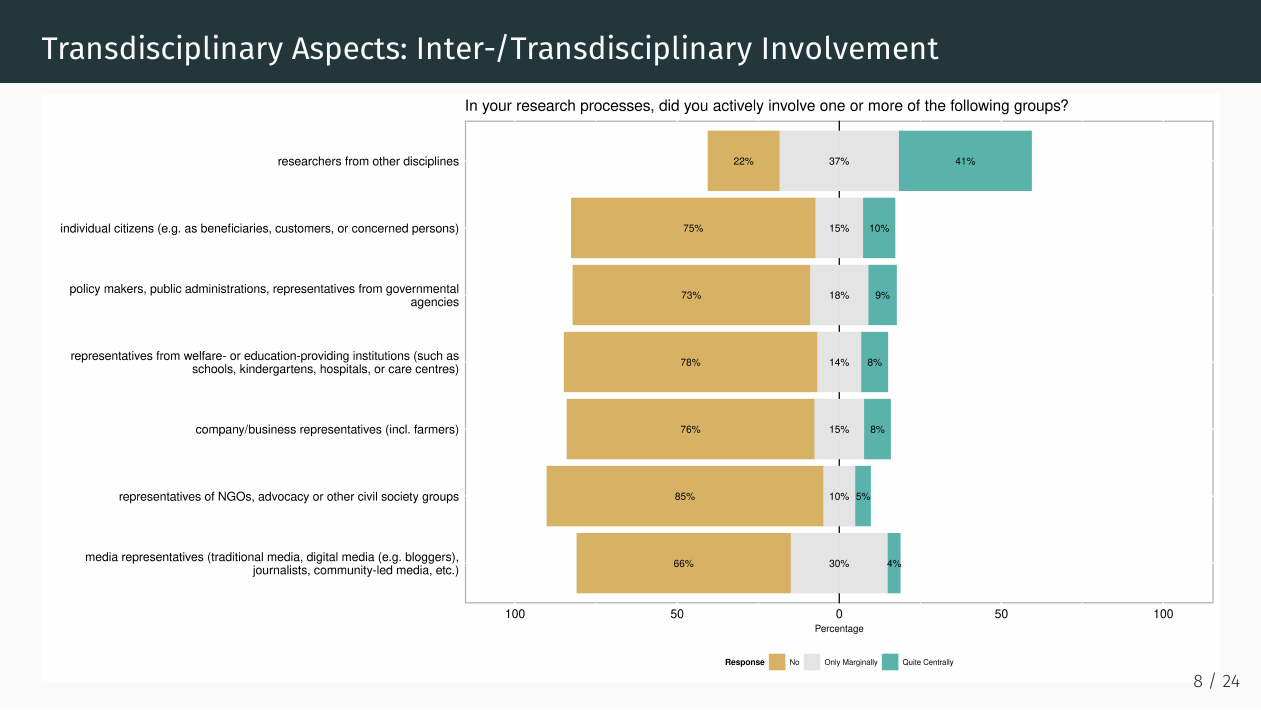 Transdisciplinary Aspects: Inter-/Transdisciplinary Involvement
In your research processes, did you actively involve one or more of the following groups?
researchers from other disciplines
22% 37% 41%
individual citizens (e.g. as beneficiaries, customers, or concerned persons)
75% 15% 10%
policy makers, public administrations, representatives from governmental
agencies
73% 18% 9%
representatives from welfare- or education-providing institutions (such as
schools, kindergartens, hospitals, or care centres)
78% 14% 8%
company/business representatives (incl. farmers)
76% 15% 8%
representatives of NGOs, advocacy or other civil society groups
85% 10% 5%
media representatives (traditional media, digital media (e.g. bloggers),
journalists, community-led media, etc.)
66% 30% 4%
100 50 0 50 100
Percentage
Response No Only Marginally Quite Centrally
8 / 24